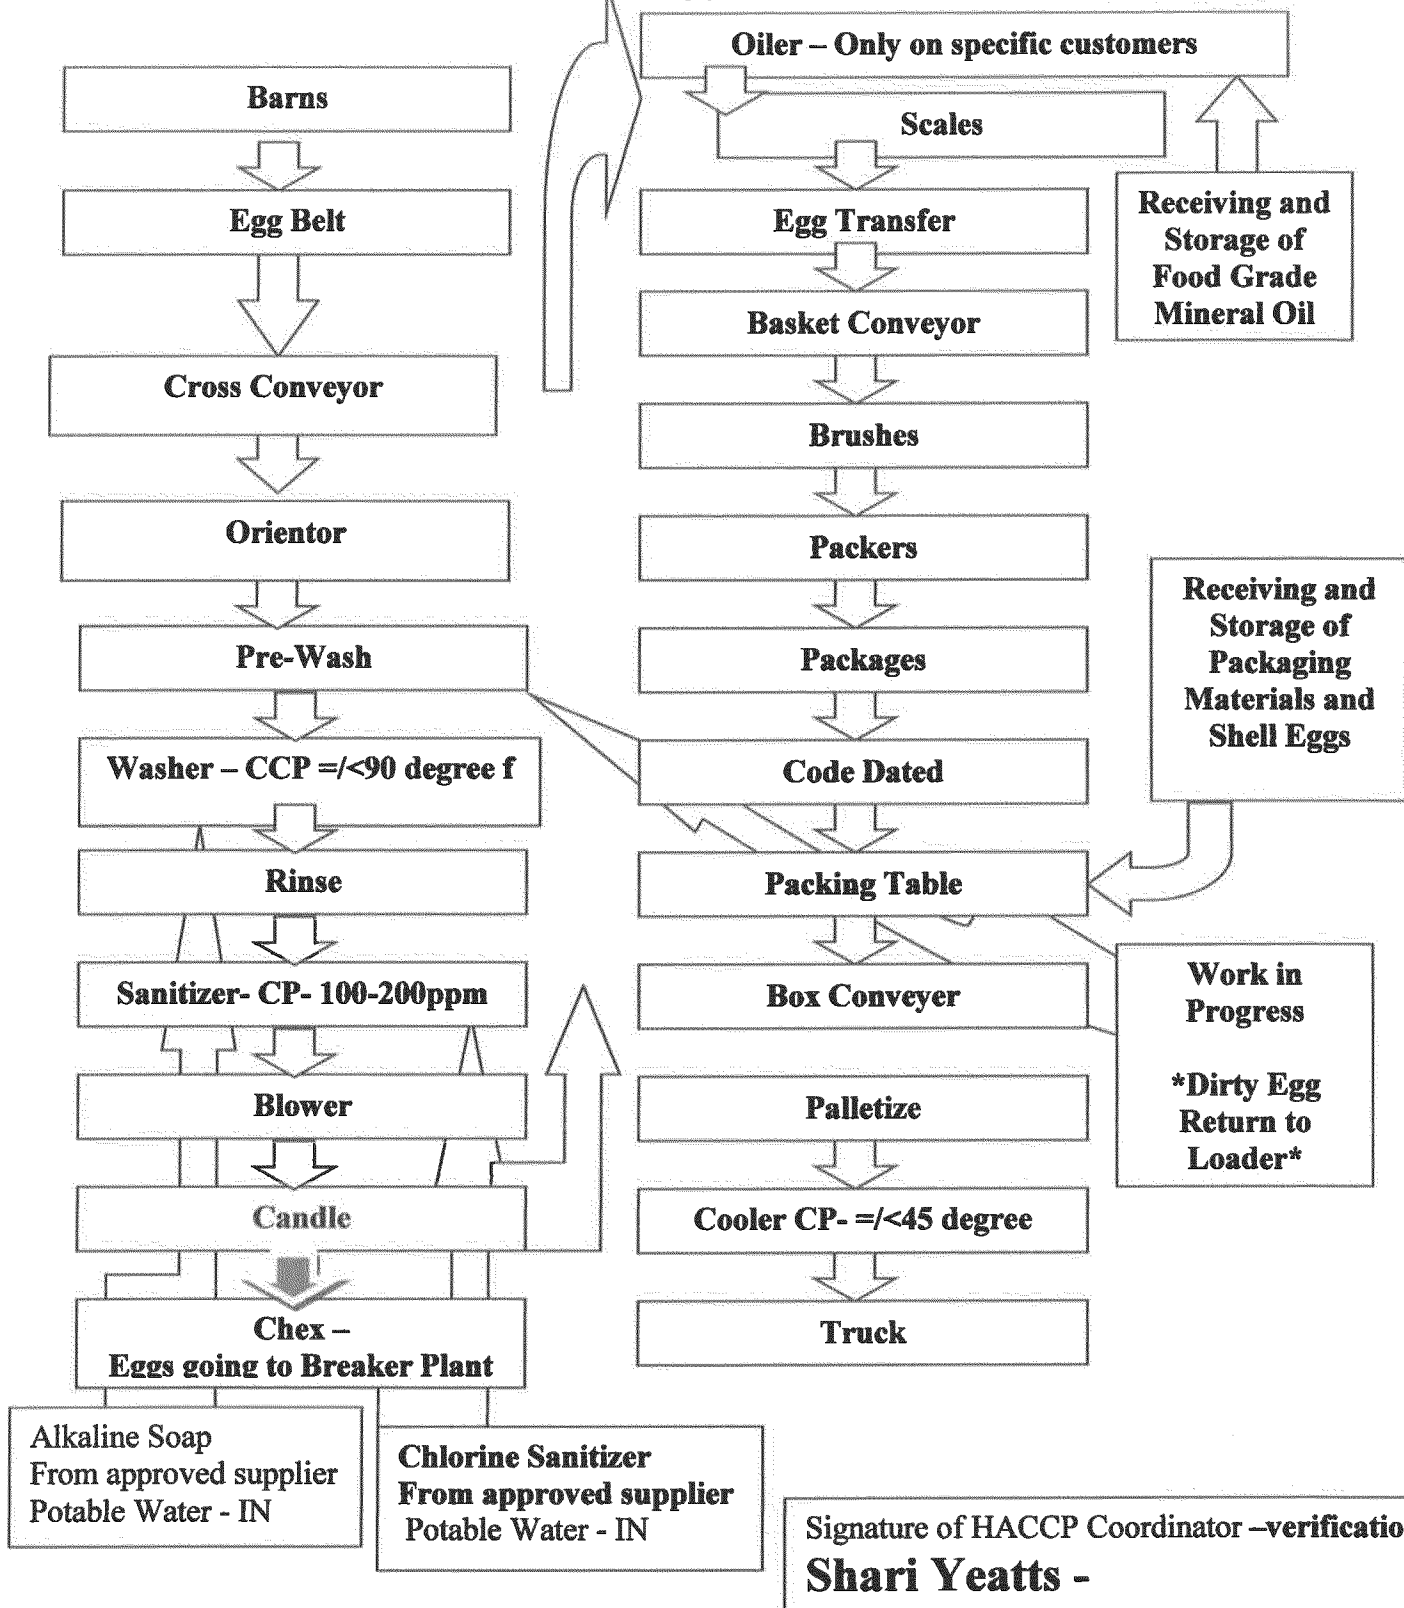 Barns
Egg Belt
Cross Conveyor
Orientor
Pre-Wash
Washer – CCP =/<90 degree f
Rinse
Sanitizer- CP- 100-200ppm
Blower
Candle
Chex –
Eggs going to Breaker Plant
Alkaline Soap
From approved supplier
Potable Water - IN
Chlorine Sanitizer
From approved supplier
Potable Water - IN
Oiler – Only on specific customers
Scales
Egg Transfer
Basket Conveyor
Brushes
Packers
Packages
Code Dated
Packing Table
Box Conveyer
Palletize
Cooler CP- =/<45 degree
Truck
Receiving and
Storage of
Food Grade
Mineral Oil
Receiving and
Storage of
Packaging
Materials and
Shell Eggs
Work in
Progress
*Dirty Egg
Return to
Loader*
Signature of HACCP Coordinator –verificatio
Shari Yeatts -